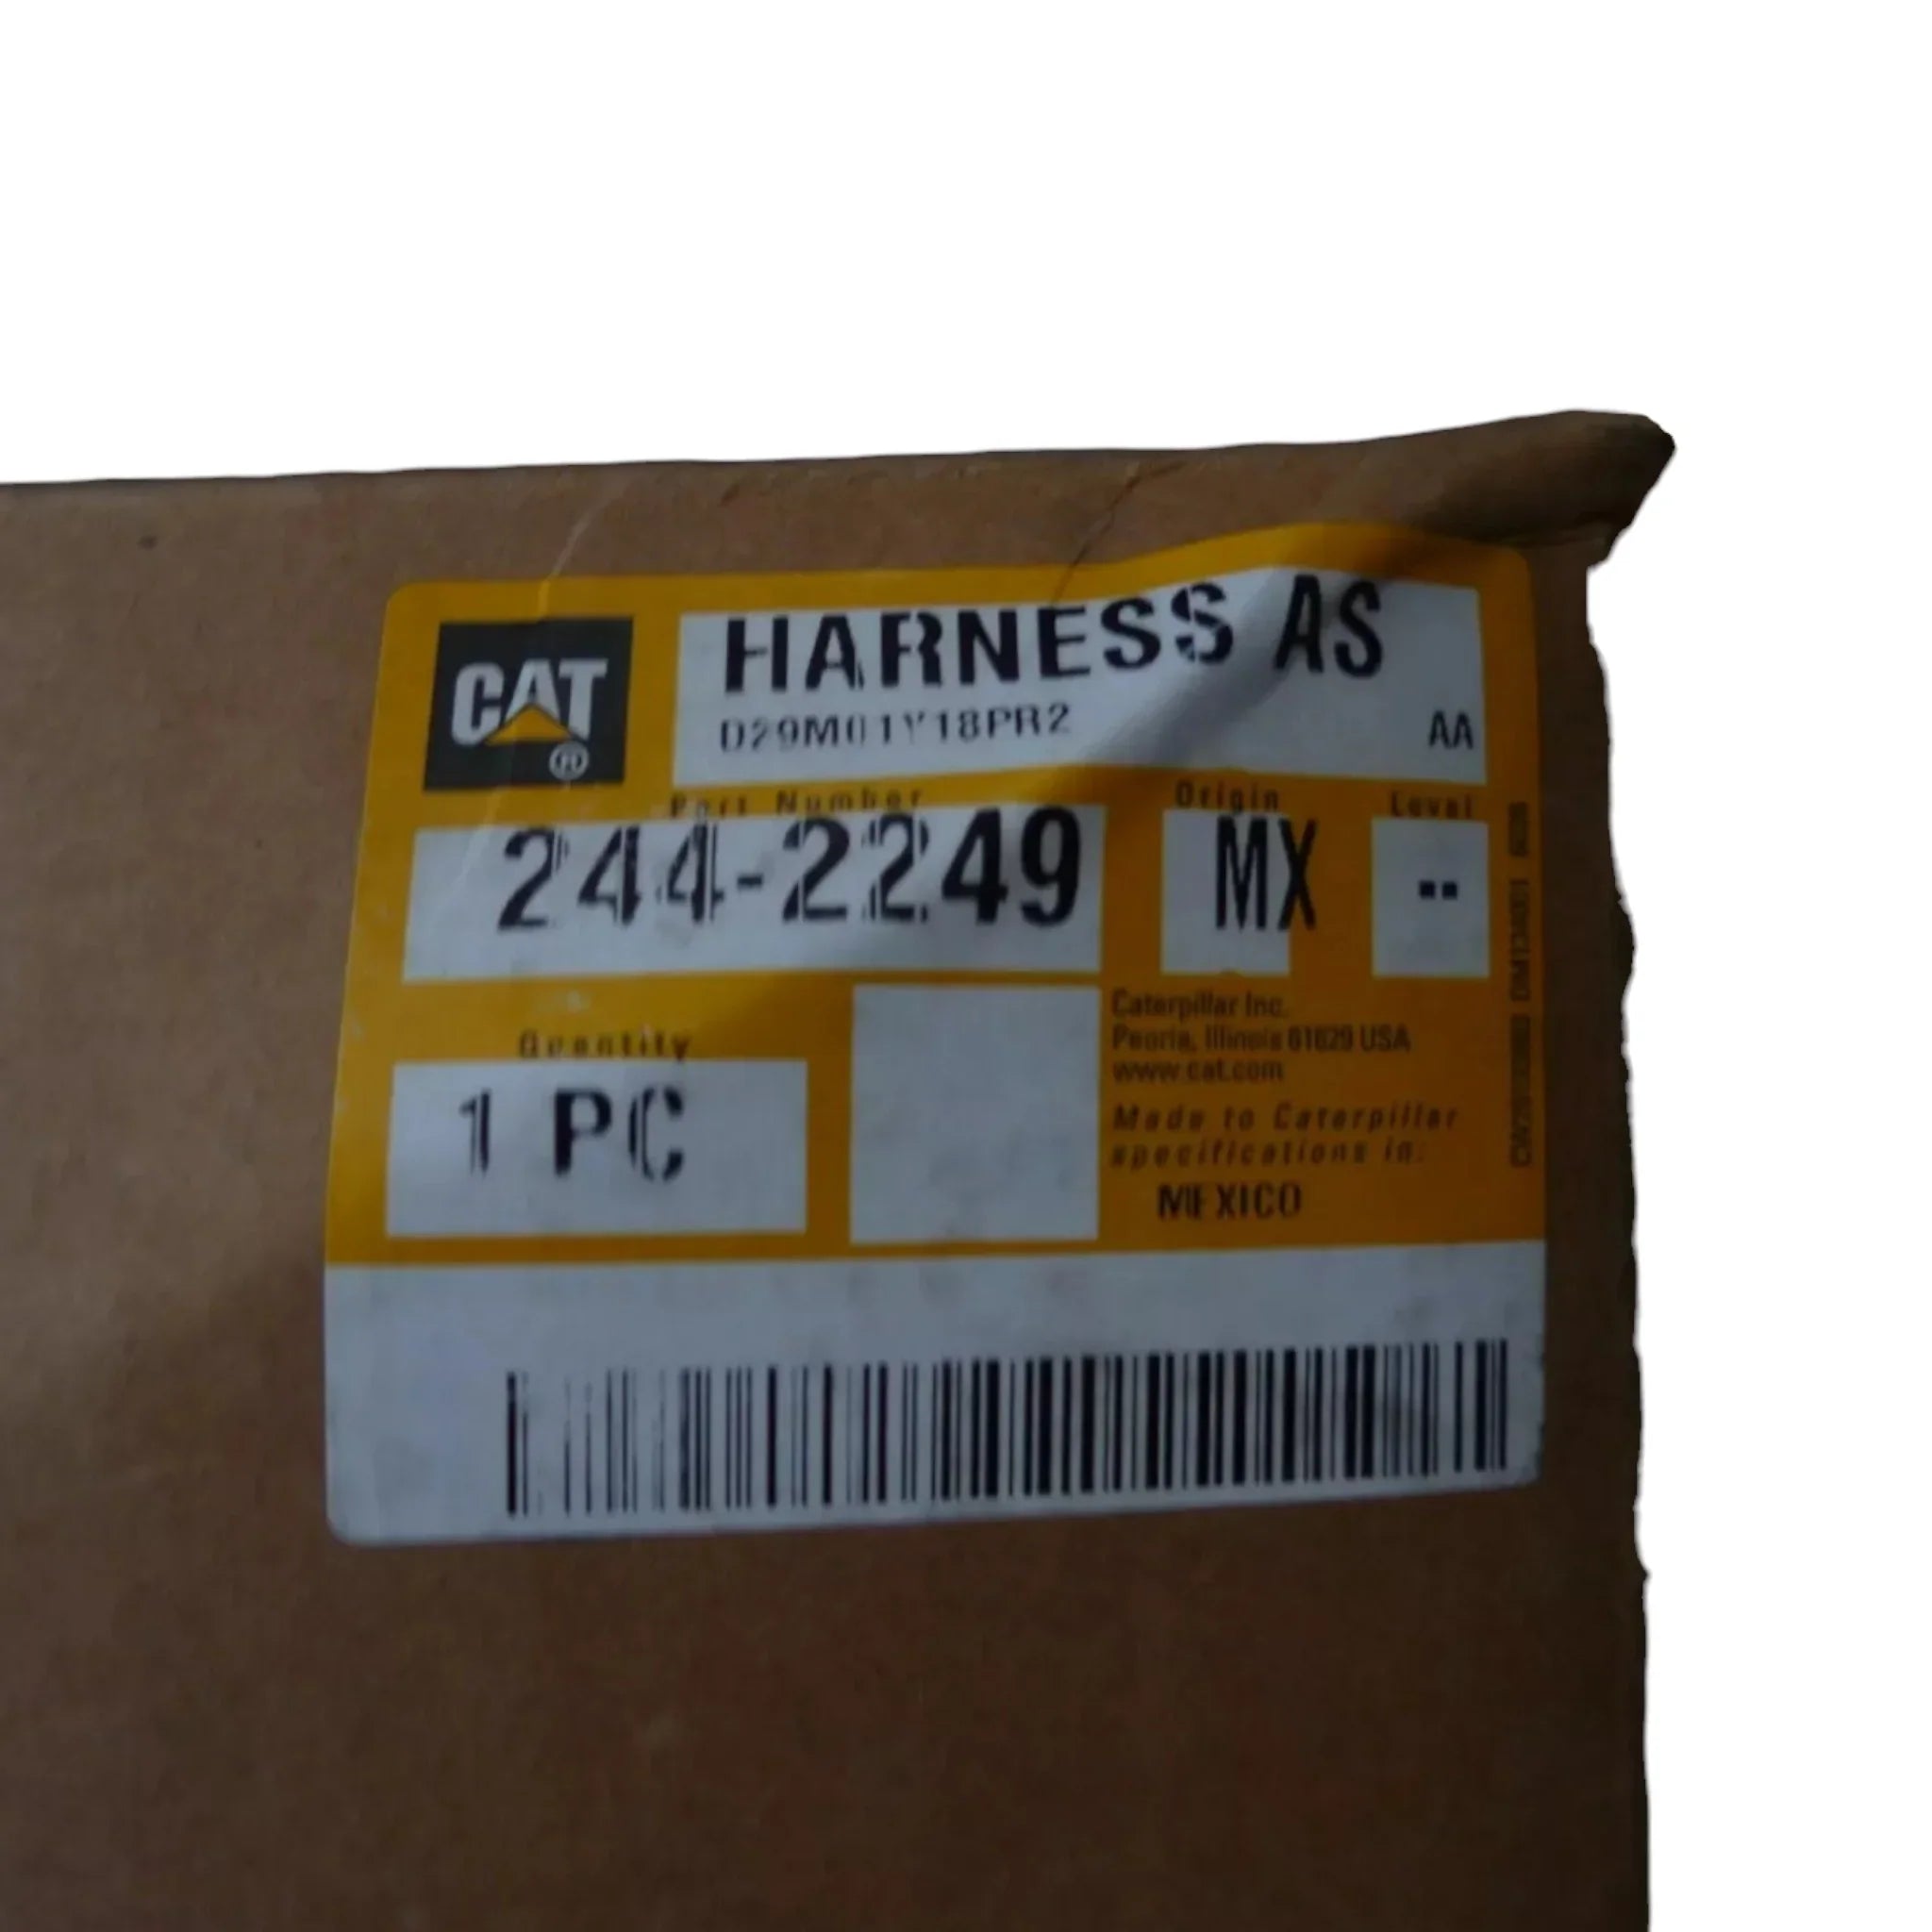 CAT
®
HARNESS AS
D29M01Y18PR2
AA
Part Number
Origin
Level
244-2249
MX
--
Quantity
1 PC
Caterpillar Inc.
Peoria, Illinois 61629 USA
www.cat.com
Made to Caterpillar
specifications in:
MEXICO